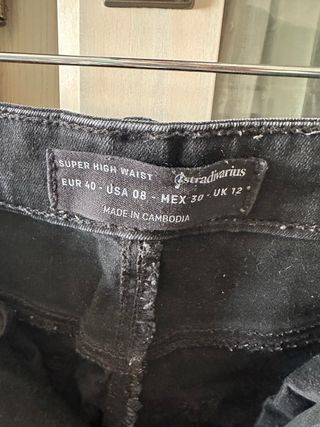 SUPER HIGH WAIST stradivarius
EUR 40 - USA 08 - MEX 30 - UK 12
MADE IN CAMBODIA